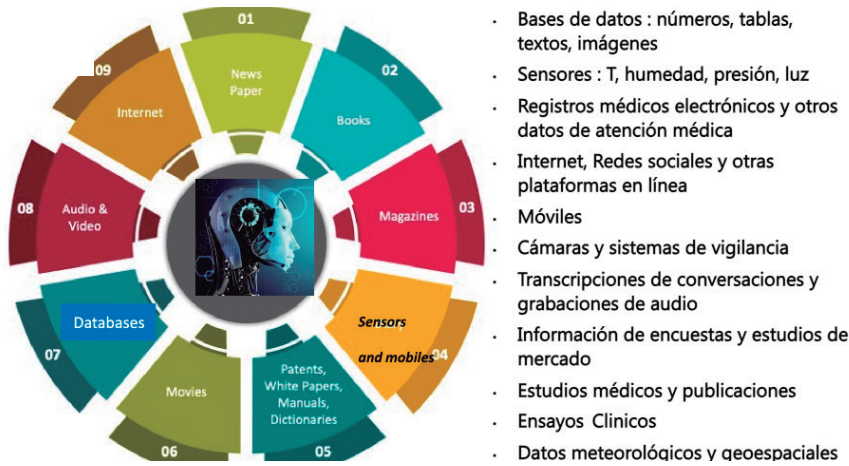 01
News
Paper
02
Books
Magazines
03
Sensors
and mobiles
04
Patents,
White Papers,
Manuals,
Dictionaries
05
Movies
06
Databases
07
Audio &
Video
08
Internet
09
· Bases de datos : números, tablas,
textos, imágenes
· Sensores : T, humedad, presión, luz
· Registros médicos electrónicos y otros
datos de atención médica
· Internet, Redes sociales y otras
plataformas en línea
· Móviles
· Cámaras y sistemas de vigilancia
· Transcripciones de conversaciones y
grabaciones de audio
· Información de encuestas y estudios de
mercado
· Estudios médicos y publicaciones
· Ensayos Clinicos
· Datos meteorológicos y geoespaciales